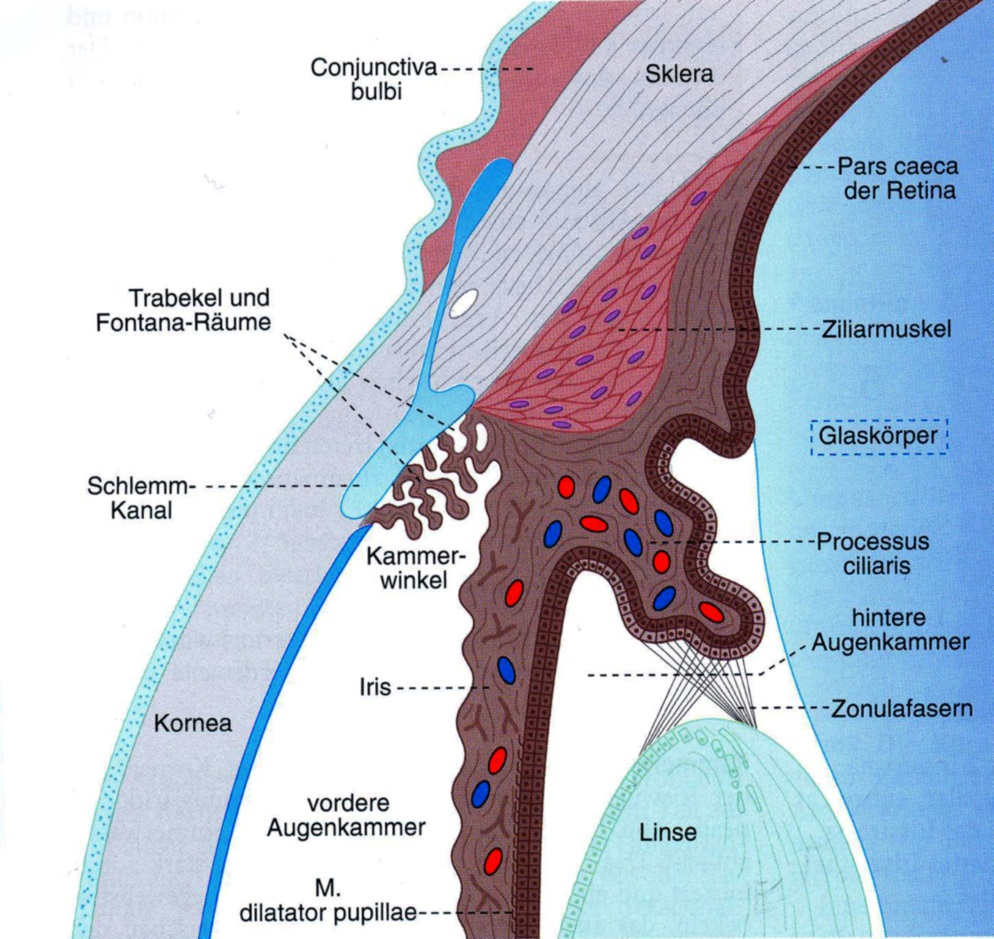 Conjunctiva
bulbi
Sklera
Pars caeca
der Retina
Trabekel und
Fontana-Räume
Ziliarmuskel
Glaskörper
Schlemm-
Kanal
Kammer-
winkel
Processus
ciliaris
hintere
Augenkammer
Iris
Zonulafasern
Kornea
vordere
Augenkammer
Linse
M.
dilatator pupillae